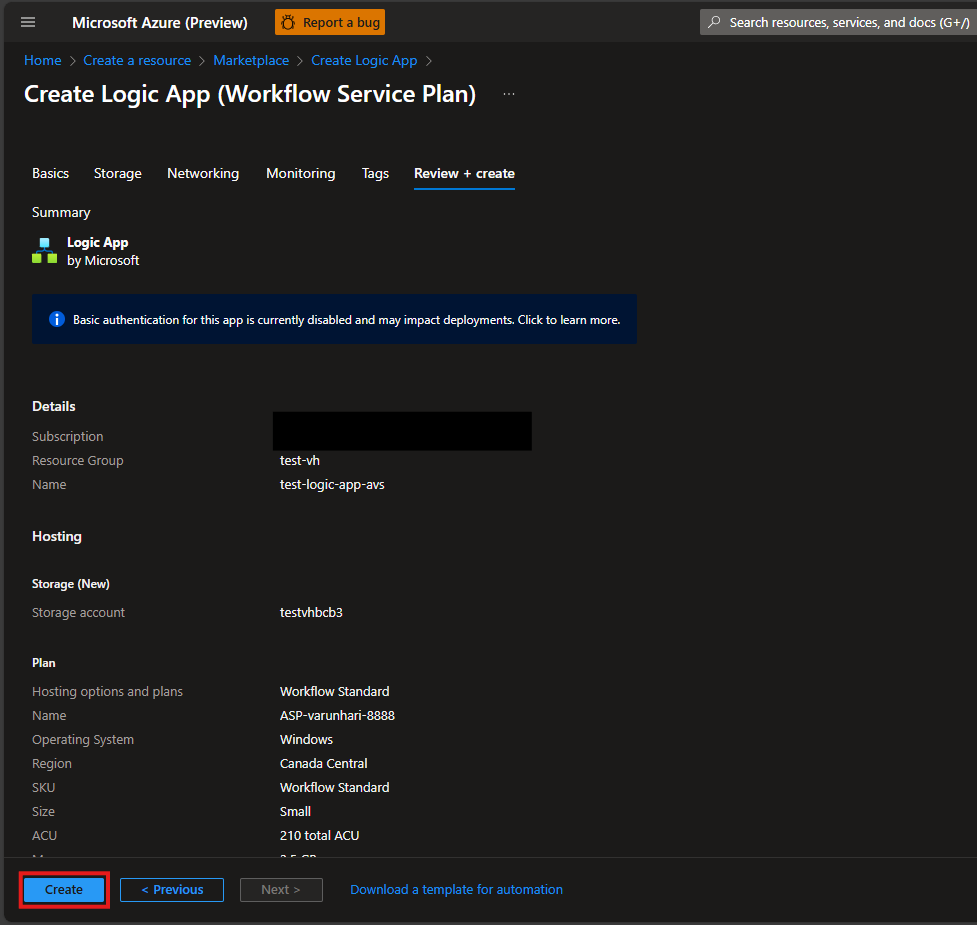 Microsoft Azure (Preview) Report a bug Search resources, services, and docs (G+/)
Home > Create a resource > Marketplace > Create Logic App >
Create Logic App (Workflow Service Plan) ...
Basics Storage Networking Monitoring Tags Review + create
Summary
Logic App
by Microsoft
Basic authentication for this app is currently disabled and may impact deployments. Click to learn more.
Details
Subscription
Resource Group test-vh
Name test-logic-app-avs
Hosting
Storage (New)
Storage account testvhbcb3
Plan
Hosting options and plans Workflow Standard
Name ASP-varunhari-8888
Operating System Windows
Region Canada Central
SKU Workflow Standard
Size Small
ACU 210 total ACU
Create < Previous Next > Download a template for automation